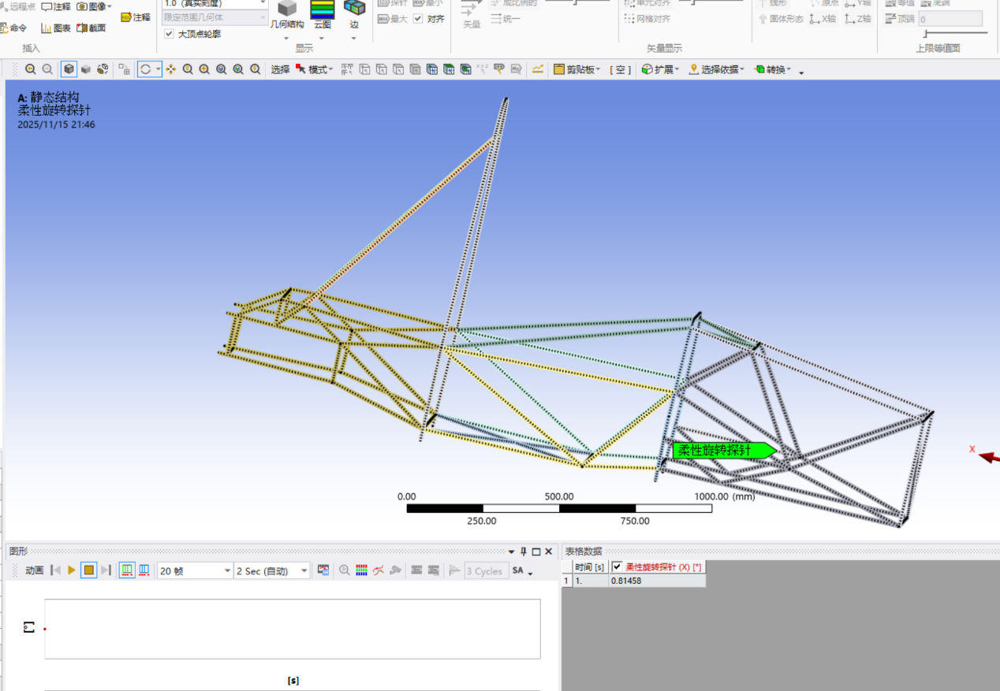 远程点 注释 图像
命令 图表 截面
注释
插入
1.0 (真实刻度)
限定范围几何体
大顶点轮廓
几何结构 云图 边
显示
探针 最小
最大 对齐
矢量
成比例的
统一
单元对齐
网格对齐
矢量显示
线形 原点 Y轴
固体形态 X轴 Z轴
等值 底端
顶端 0
上限等值面
选择 模式 剪贴板 [空] 扩展 选择依据 转换
A: 静态结构
柔性旋转探针
2025/11/15 21:46
柔性旋转探针
X
0.00 500.00 1000.00 (mm)
250.00 750.00
图形
动画 20 帧 2 Sec (自动) 3 Cycles SA
[°]
[s]
表格数据
时间 [s] 柔性旋转探针 (X) [°]
1 1. 0.81458